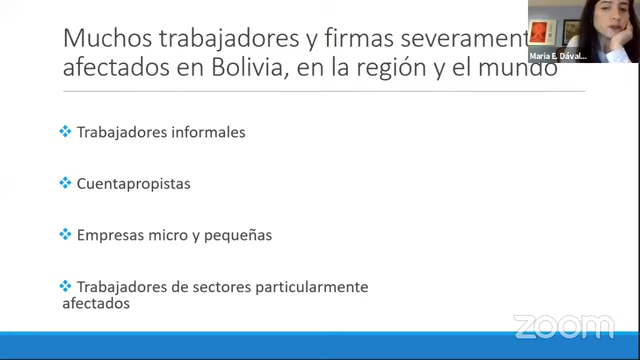 Muchos trabajadores y firmas severament
afectados en Bolivia, en la región y el mundo
Maria E. Dával...
❖ Trabajadores informales
❖ Cuentapropistas
❖ Empresas micro y pequeñas
❖ Trabajadores de sectores particularmente
afectados
zoom